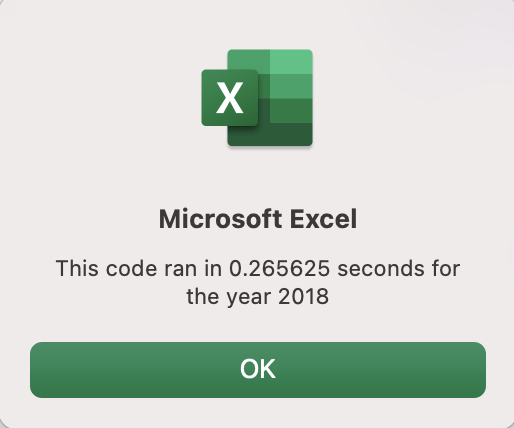 X
Microsoft Excel
This code ran in 0.265625 seconds for
the year 2018
OK